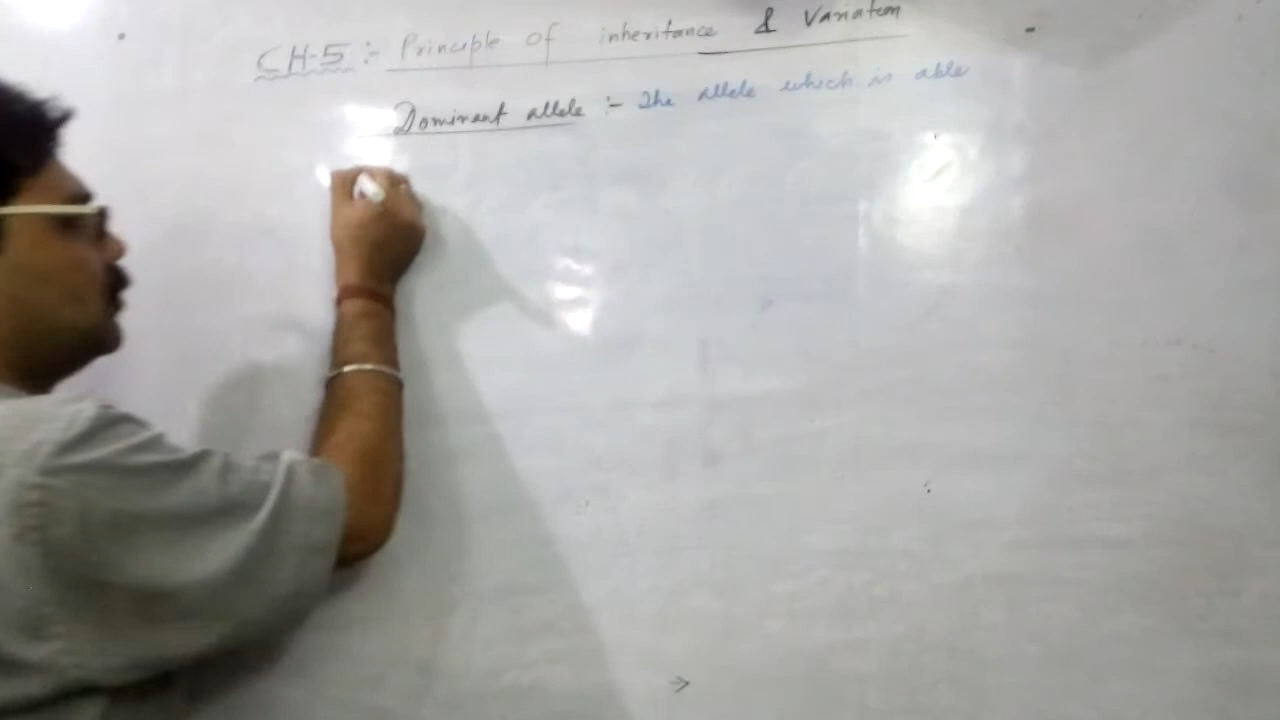 CH-5 :- Principle of inheritance & Variation
Dominant allele :- The allele which is able